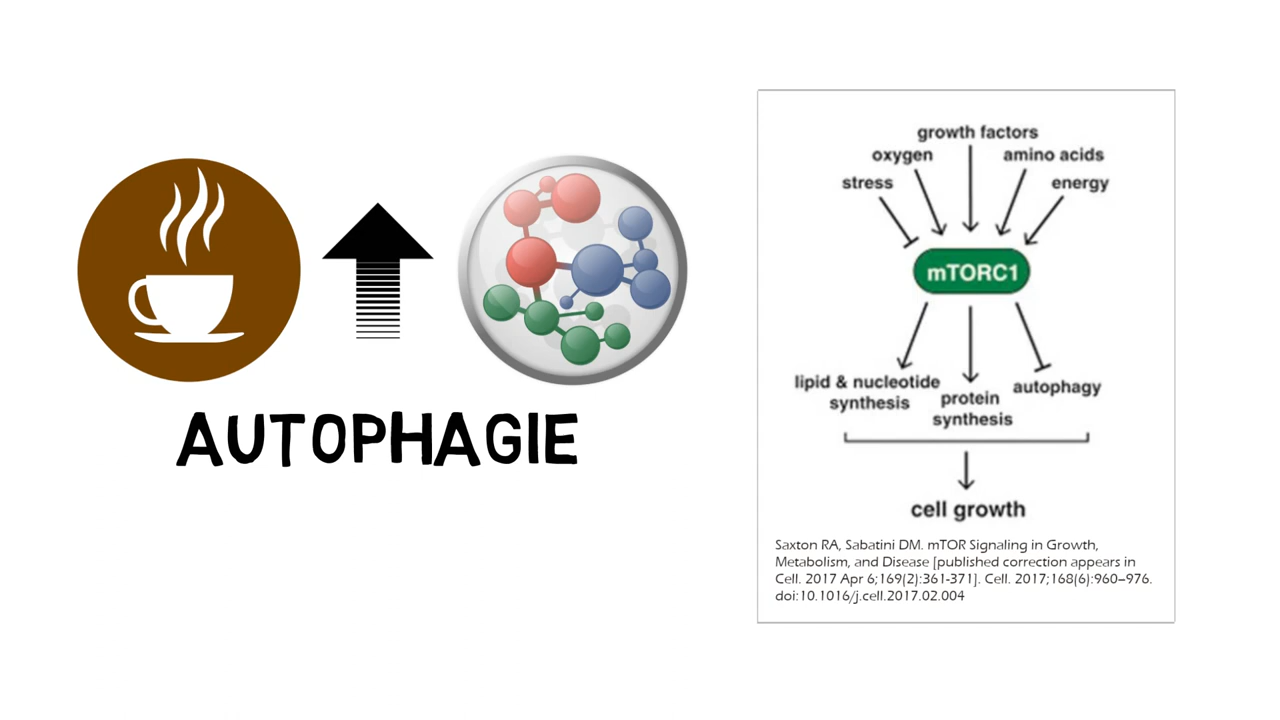 AUTOPHAGIE
growth factors
oxygen
amino acids
stress
energy
mTORC1
lipid & nucleotide
synthesis
protein
synthesis
autophagy
cell growth
Saxton RA, Sabatini DM. mTOR Signaling in Growth,
Metabolism, and Disease [published correction appears in
Cell. 2017 Apr 6;169(2):361-371]. Cell. 2017;168(6):960–976.
doi:10.1016/j.cell.2017.02.004